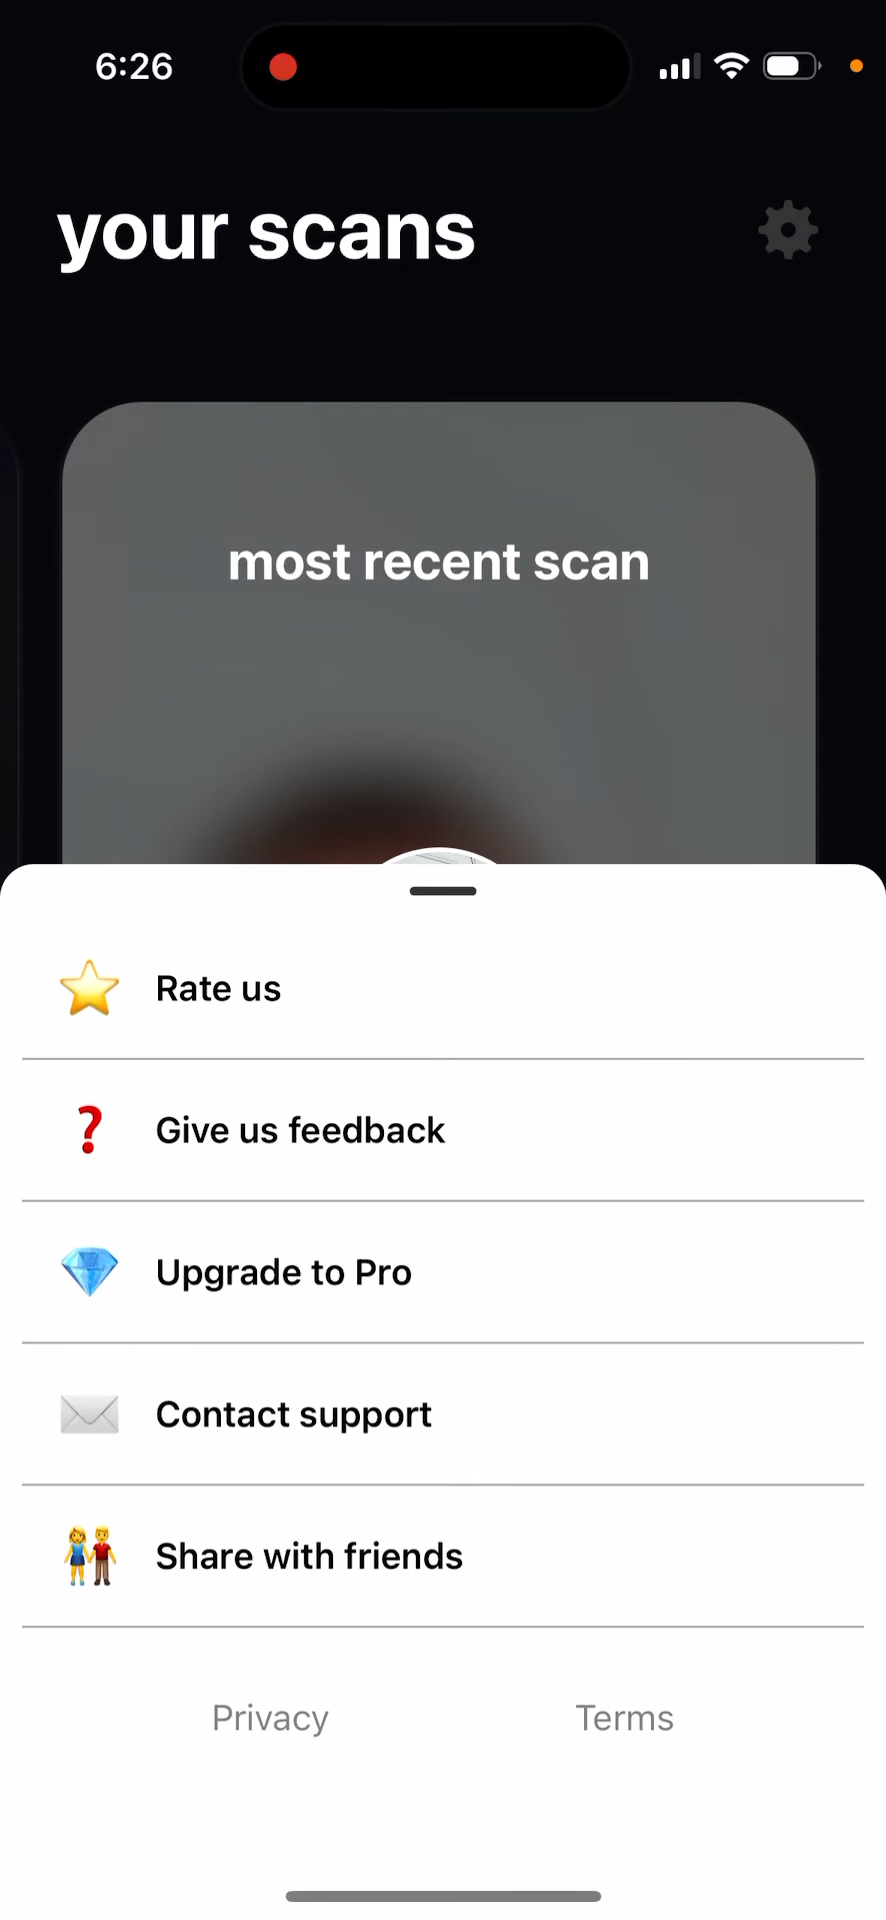 6:26
your scans
most recent scan
Rate us
Give us feedback
Upgrade to Pro
Contact support
Share with friends
Privacy Terms